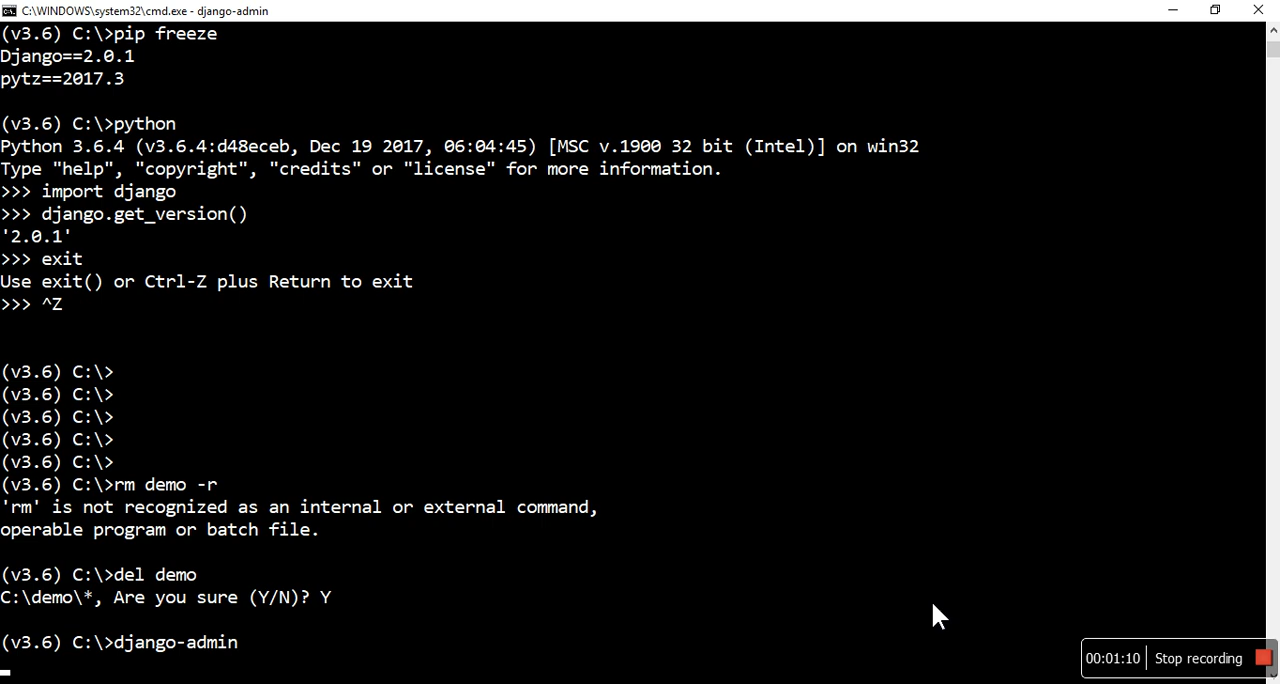 C:\WINDOWS\system32\cmd.exe - django-admin
(v3.6) C:\>pip freeze
Django==2.0.1
pytz==2017.3
(v3.6) C:\>python
Python 3.6.4 (v3.6.4:d48eceb, Dec 19 2017, 06:04:45) [MSC v.1900 32 bit (Intel)] on win32
Type "help", "copyright", "credits" or "license" for more information.
>>> import django
>>> django.get_version()
'2.0.1'
>>> exit
Use exit() or Ctrl-Z plus Return to exit
>>> ^Z
(v3.6) C:\>
(v3.6) C:\>
(v3.6) C:\>
(v3.6) C:\>
(v3.6) C:\>
(v3.6) C:\>rm demo -r
'rm' is not recognized as an internal or external command,
operable program or batch file.
(v3.6) C:\>del demo
C:\demo\*, Are you sure (Y/N)? Y
(v3.6) C:\>django-admin
00:01:10 Stop recording